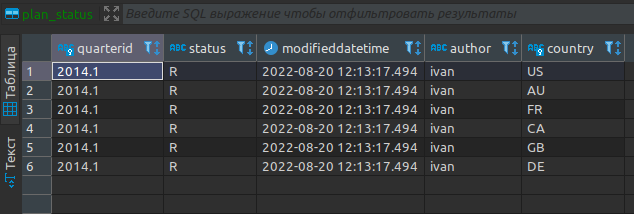 plan_status Введите SQL выражение чтобы отфильтровать результаты
Таблица
Текст
quarterid status modifieddatetime author country
1 2014.1 R 2022-08-20 12:13:17.494 ivan US
2 2014.1 R 2022-08-20 12:13:17.494 ivan AU
3 2014.1 R 2022-08-20 12:13:17.494 ivan FR
4 2014.1 R 2022-08-20 12:13:17.494 ivan CA
5 2014.1 R 2022-08-20 12:13:17.494 ivan GB
6 2014.1 R 2022-08-20 12:13:17.494 ivan DE